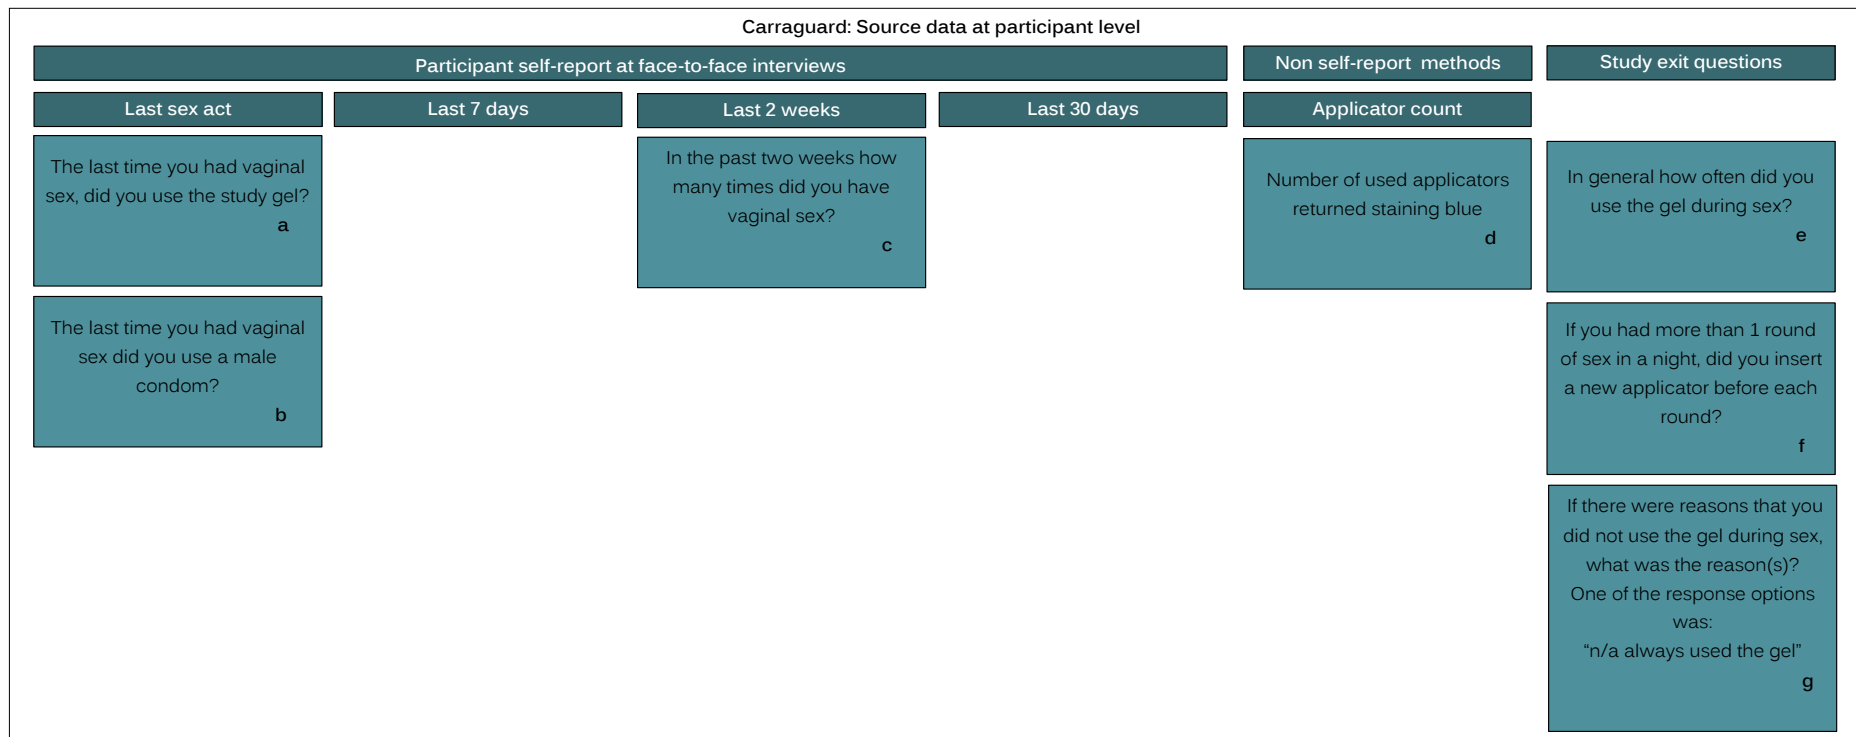 Carraguard: Source data at participant level
Participant self-report at face-to-face interviews
Non self-report methods
Study exit questions
Last sex act
Last 7 days
Last 2 weeks
Last 30 days
Applicator count
The last time you had vaginal
sex, did you use the study gel?
a
The last time you had vaginal
sex did you use a male
condom?
b
In the past two weeks how
many times did you have
vaginal sex?
c
Number of used applicators
returned staining blue
d
In general how often did you
use the gel during sex?
e
If you had more than 1 round
of sex in a night, did you insert
a new applicator before each
round?
f
If there were reasons that you
did not use the gel during sex,
what was the reason(s)?
One of the response options
was:
“n/a always used the gel”
g